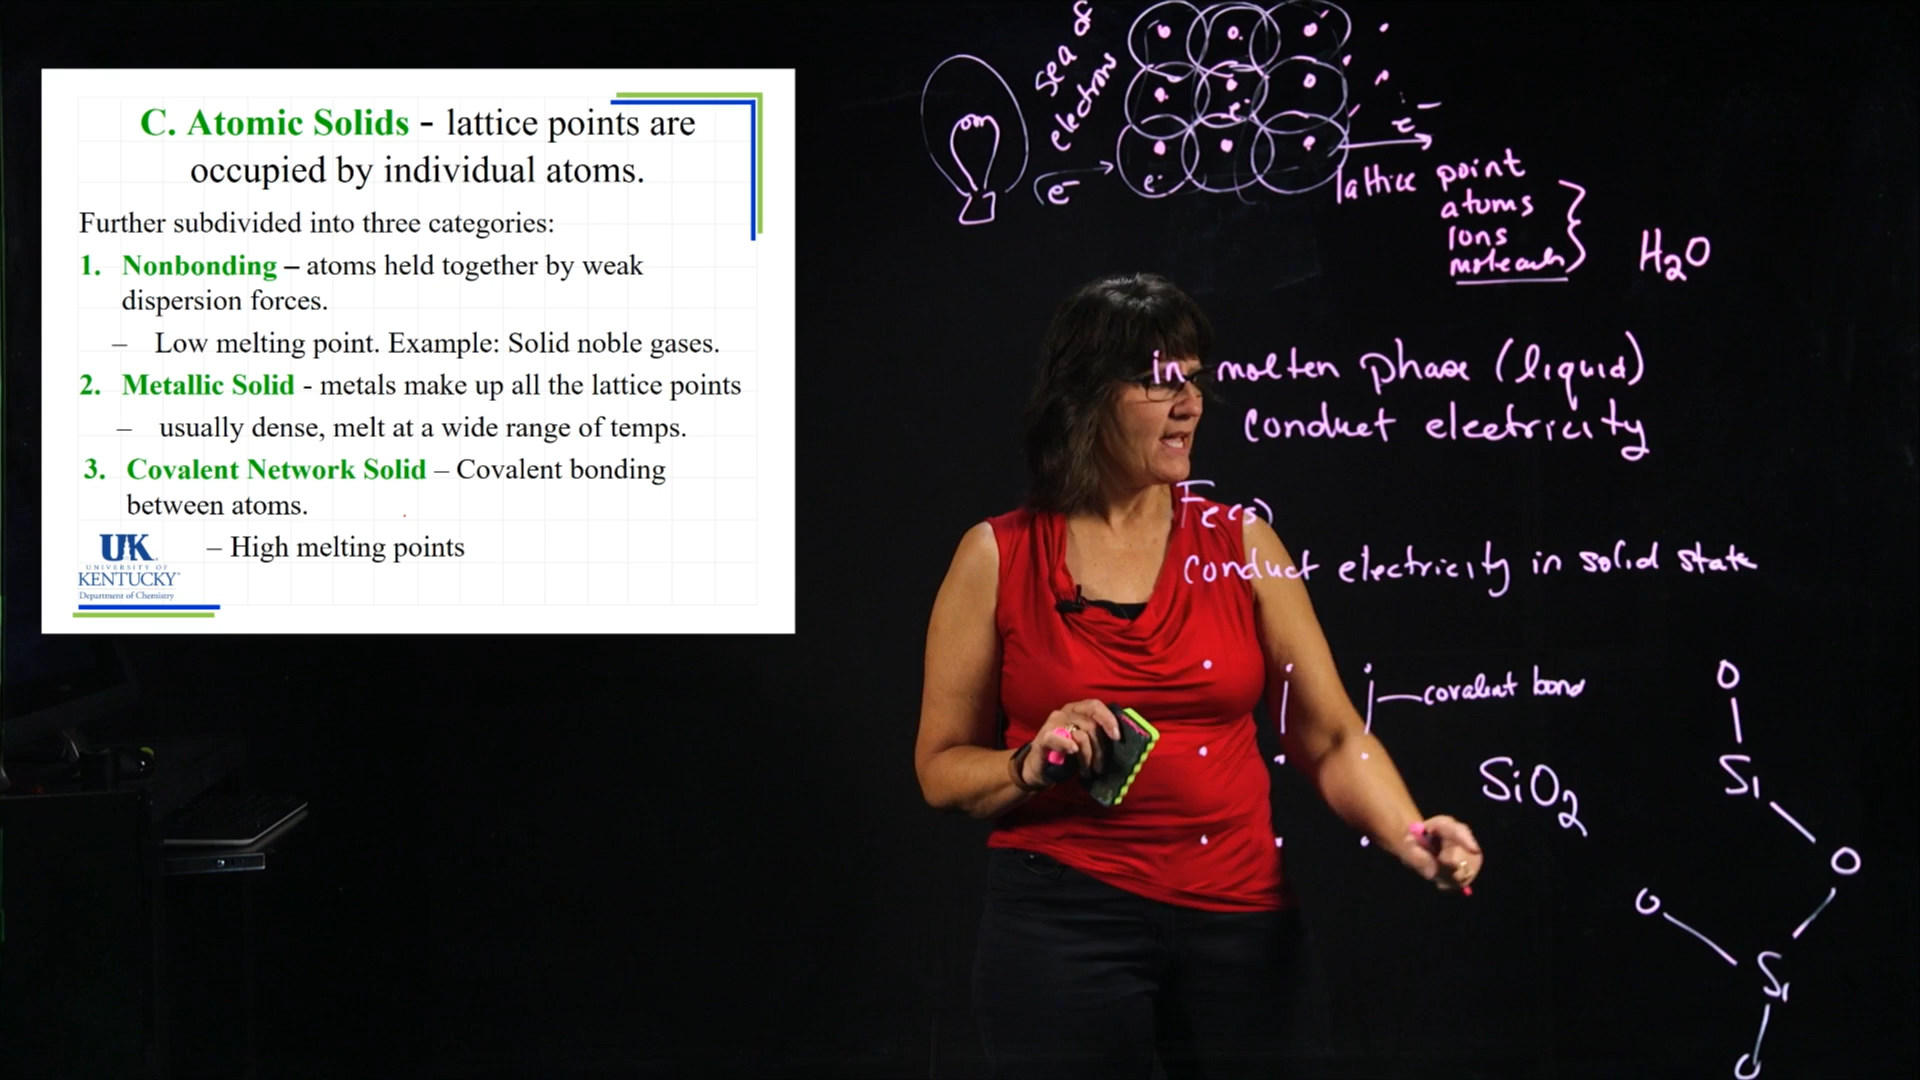 C. Atomic Solids - lattice points are
occupied by individual atoms.
Further subdivided into three categories:
1. Nonbonding – atoms held together by weak
dispersion forces.
– Low melting point. Example: Solid noble gases.
2. Metallic Solid - metals make up all the lattice points
– usually dense, melt at a wide range of temps.
3. Covalent Network Solid – Covalent bonding
between atoms.
– High melting points
UK
UNIVERSITY OF
KENTUCKY
Department of Chemistry
sea of
electrons
e-
e-
e-
e-
lattice point
atoms
Ions
molecules
H2O
in molten phase (liquid)
conduct electricity
Fe(s)
conduct electricity in solid state
covalent bond
SiO2
O
Si
O
O
Si
O